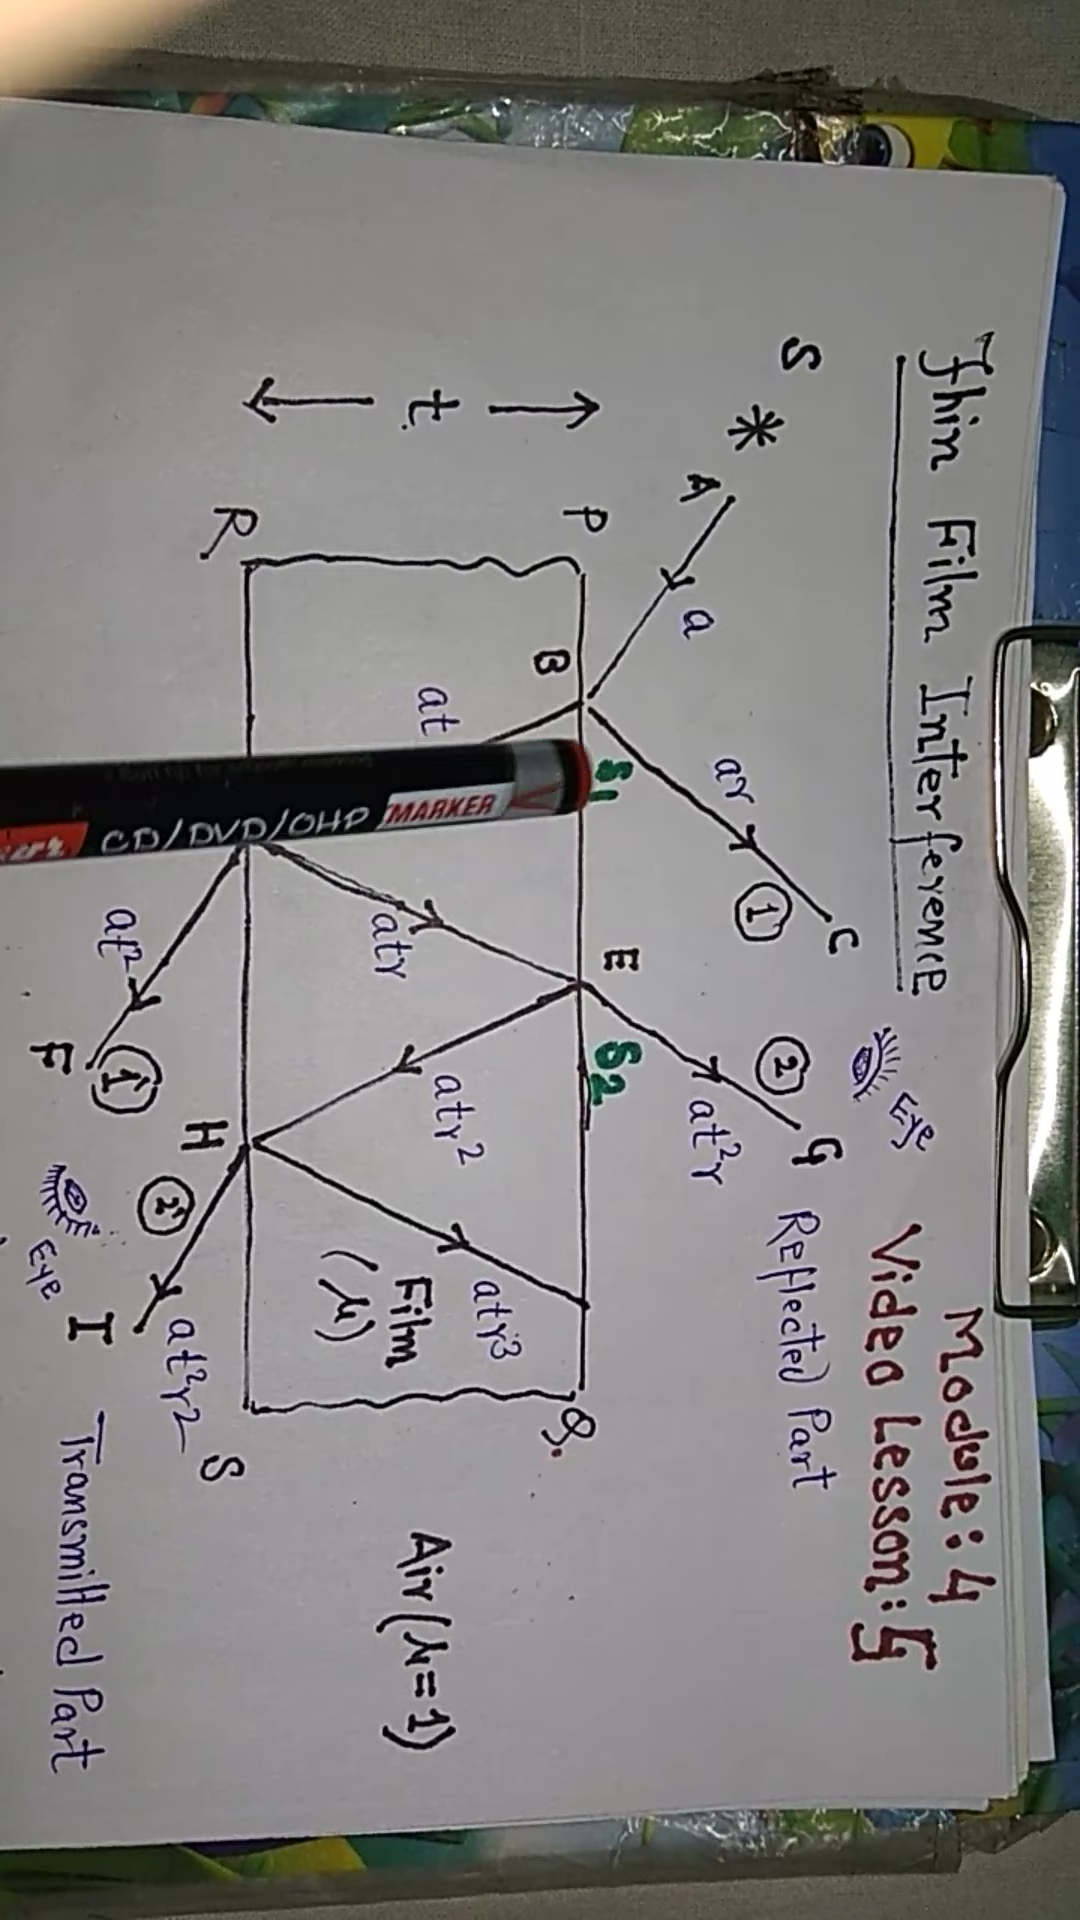 Thin Film Interference
Module: 4
Video Lesson: 5
Eye
Reflected Part
S
A
a
ar
1
C
2
G
at²r
P
B
S1
E
S2
Q.
t.
at
atr
atr²
atr³
Film
(μ)
Air (μ=1)
CD/DVD/OHP MARKER
R
H
S
at²
F
1'
2'
I
at²r²
Eye
Transmitted Part